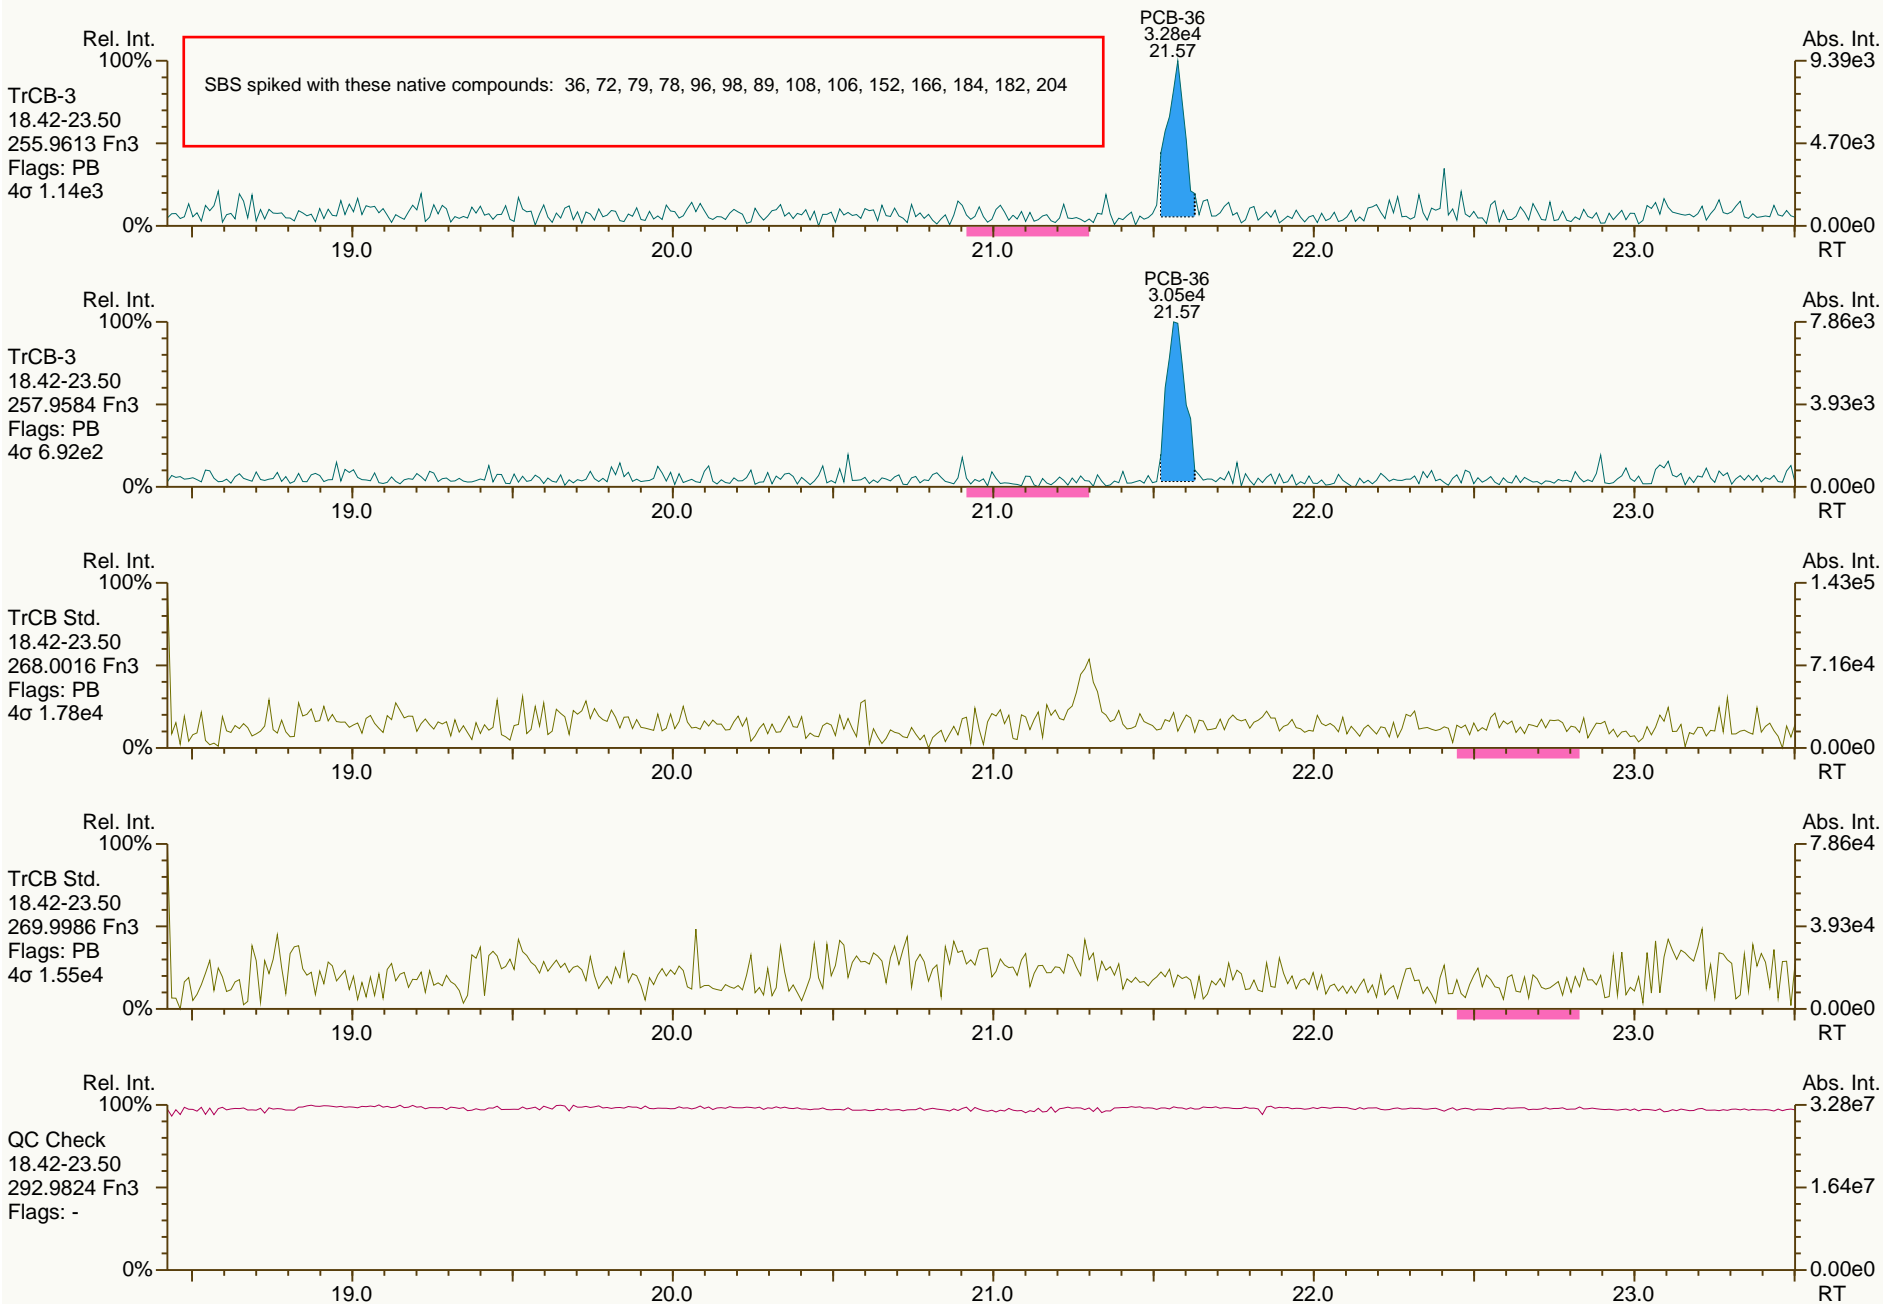 PCB-36
3.28e4
21.57
Rel. Int.
Abs. Int.
100%
9.39e3
SBS spiked with these native compounds:  36, 72, 79, 78, 96, 98, 89, 108, 106, 152, 166, 184, 182, 204
TrCB-3
18.42-23.50
255.9613 Fn3
Flags: PB
4σ 1.14e3
4.70e3
0%
0.00e0
19.0
20.0
21.0
22.0
23.0
RT
PCB-36
3.05e4
21.57
Rel. Int.
Abs. Int.
100%
7.86e3
TrCB-3
18.42-23.50
257.9584 Fn3
Flags: PB
4σ 6.92e2
3.93e3
0%
0.00e0
19.0
20.0
21.0
22.0
23.0
RT
Rel. Int.
Abs. Int.
100%
1.43e5
TrCB Std.
18.42-23.50
268.0016 Fn3
Flags: PB
4σ 1.78e4
7.16e4
0%
0.00e0
19.0
20.0
21.0
22.0
23.0
RT
Rel. Int.
Abs. Int.
100%
7.86e4
TrCB Std.
18.42-23.50
269.9986 Fn3
Flags: PB
4σ 1.55e4
3.93e4
0%
0.00e0
19.0
20.0
21.0
22.0
23.0
RT
Rel. Int.
Abs. Int.
100%
3.28e7
QC Check
18.42-23.50
292.9824 Fn3
Flags: -
1.64e7
0%
0.00e0
19.0
20.0
21.0
22.0
23.0
RT